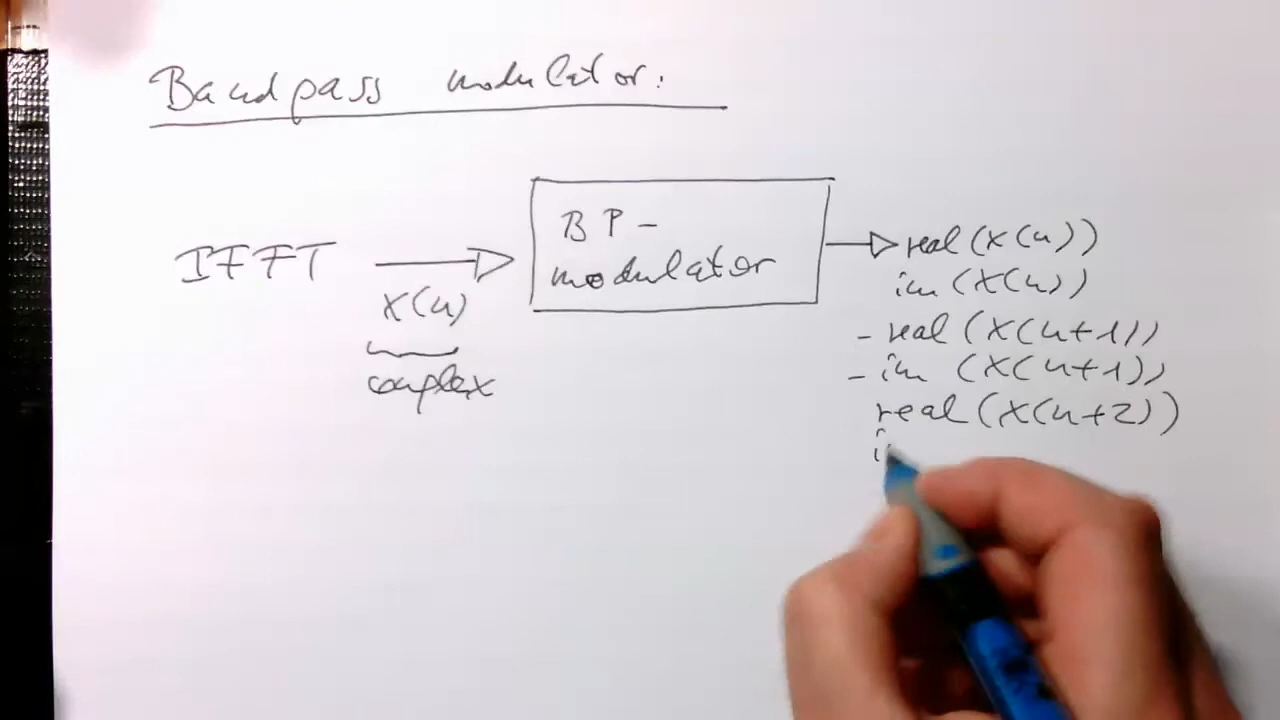 Bandpass modulator:
IFFT
x(n)
complex
BP-
modulator
real(x(n))
im(x(n))
-real(x(n+1))
-im(x(n+1))
real(x(n+2))
i